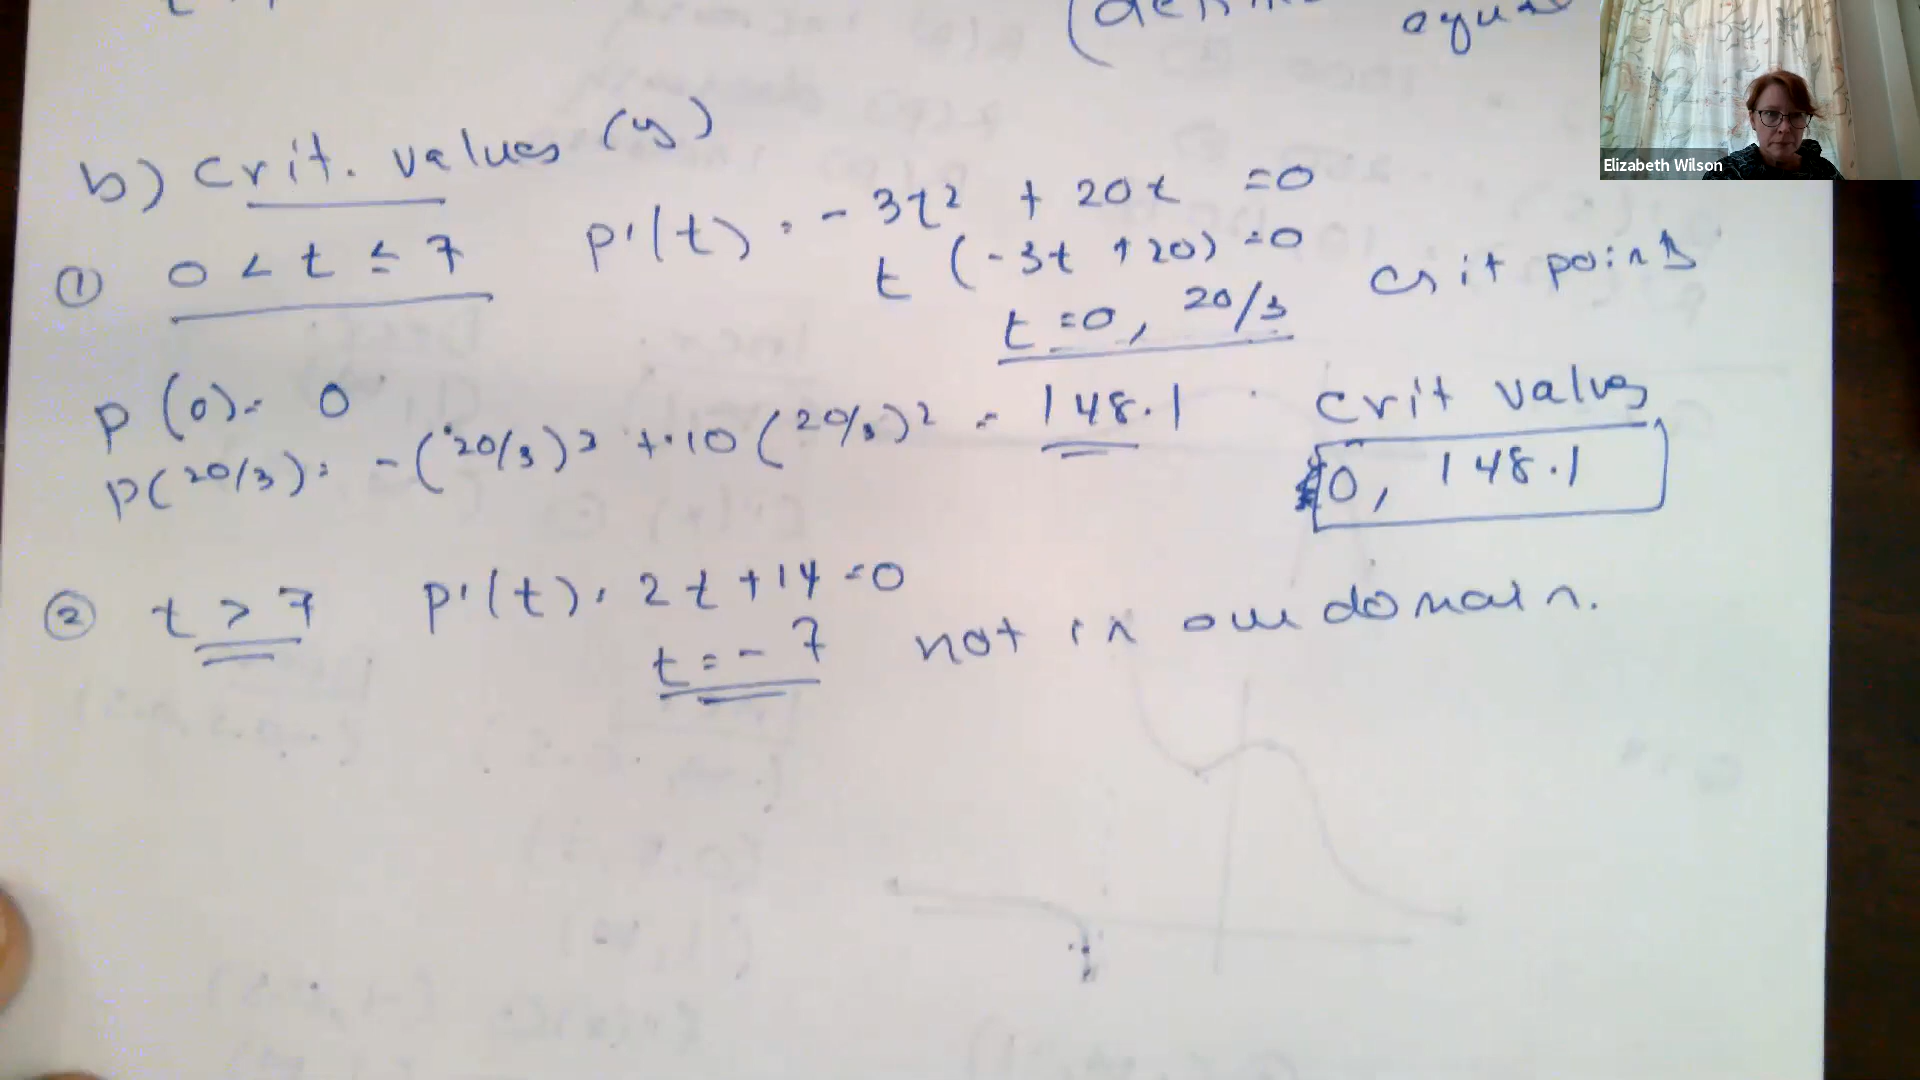 equa
Elizabeth Wilson
b) Crit. values (y)
① 0 < t ≤ 7
p'(t) = -3t² + 20t = 0
t (-3t + 20) = 0
t = 0, 20/3
crit points
p(0) = 0
p(20/3) = -(20/3)³ + 10(20/3)² = 148.1
crit values
0, 148.1
② t > 7
p'(t) = 2t + 14 = 0
t = -7 not in our domain.